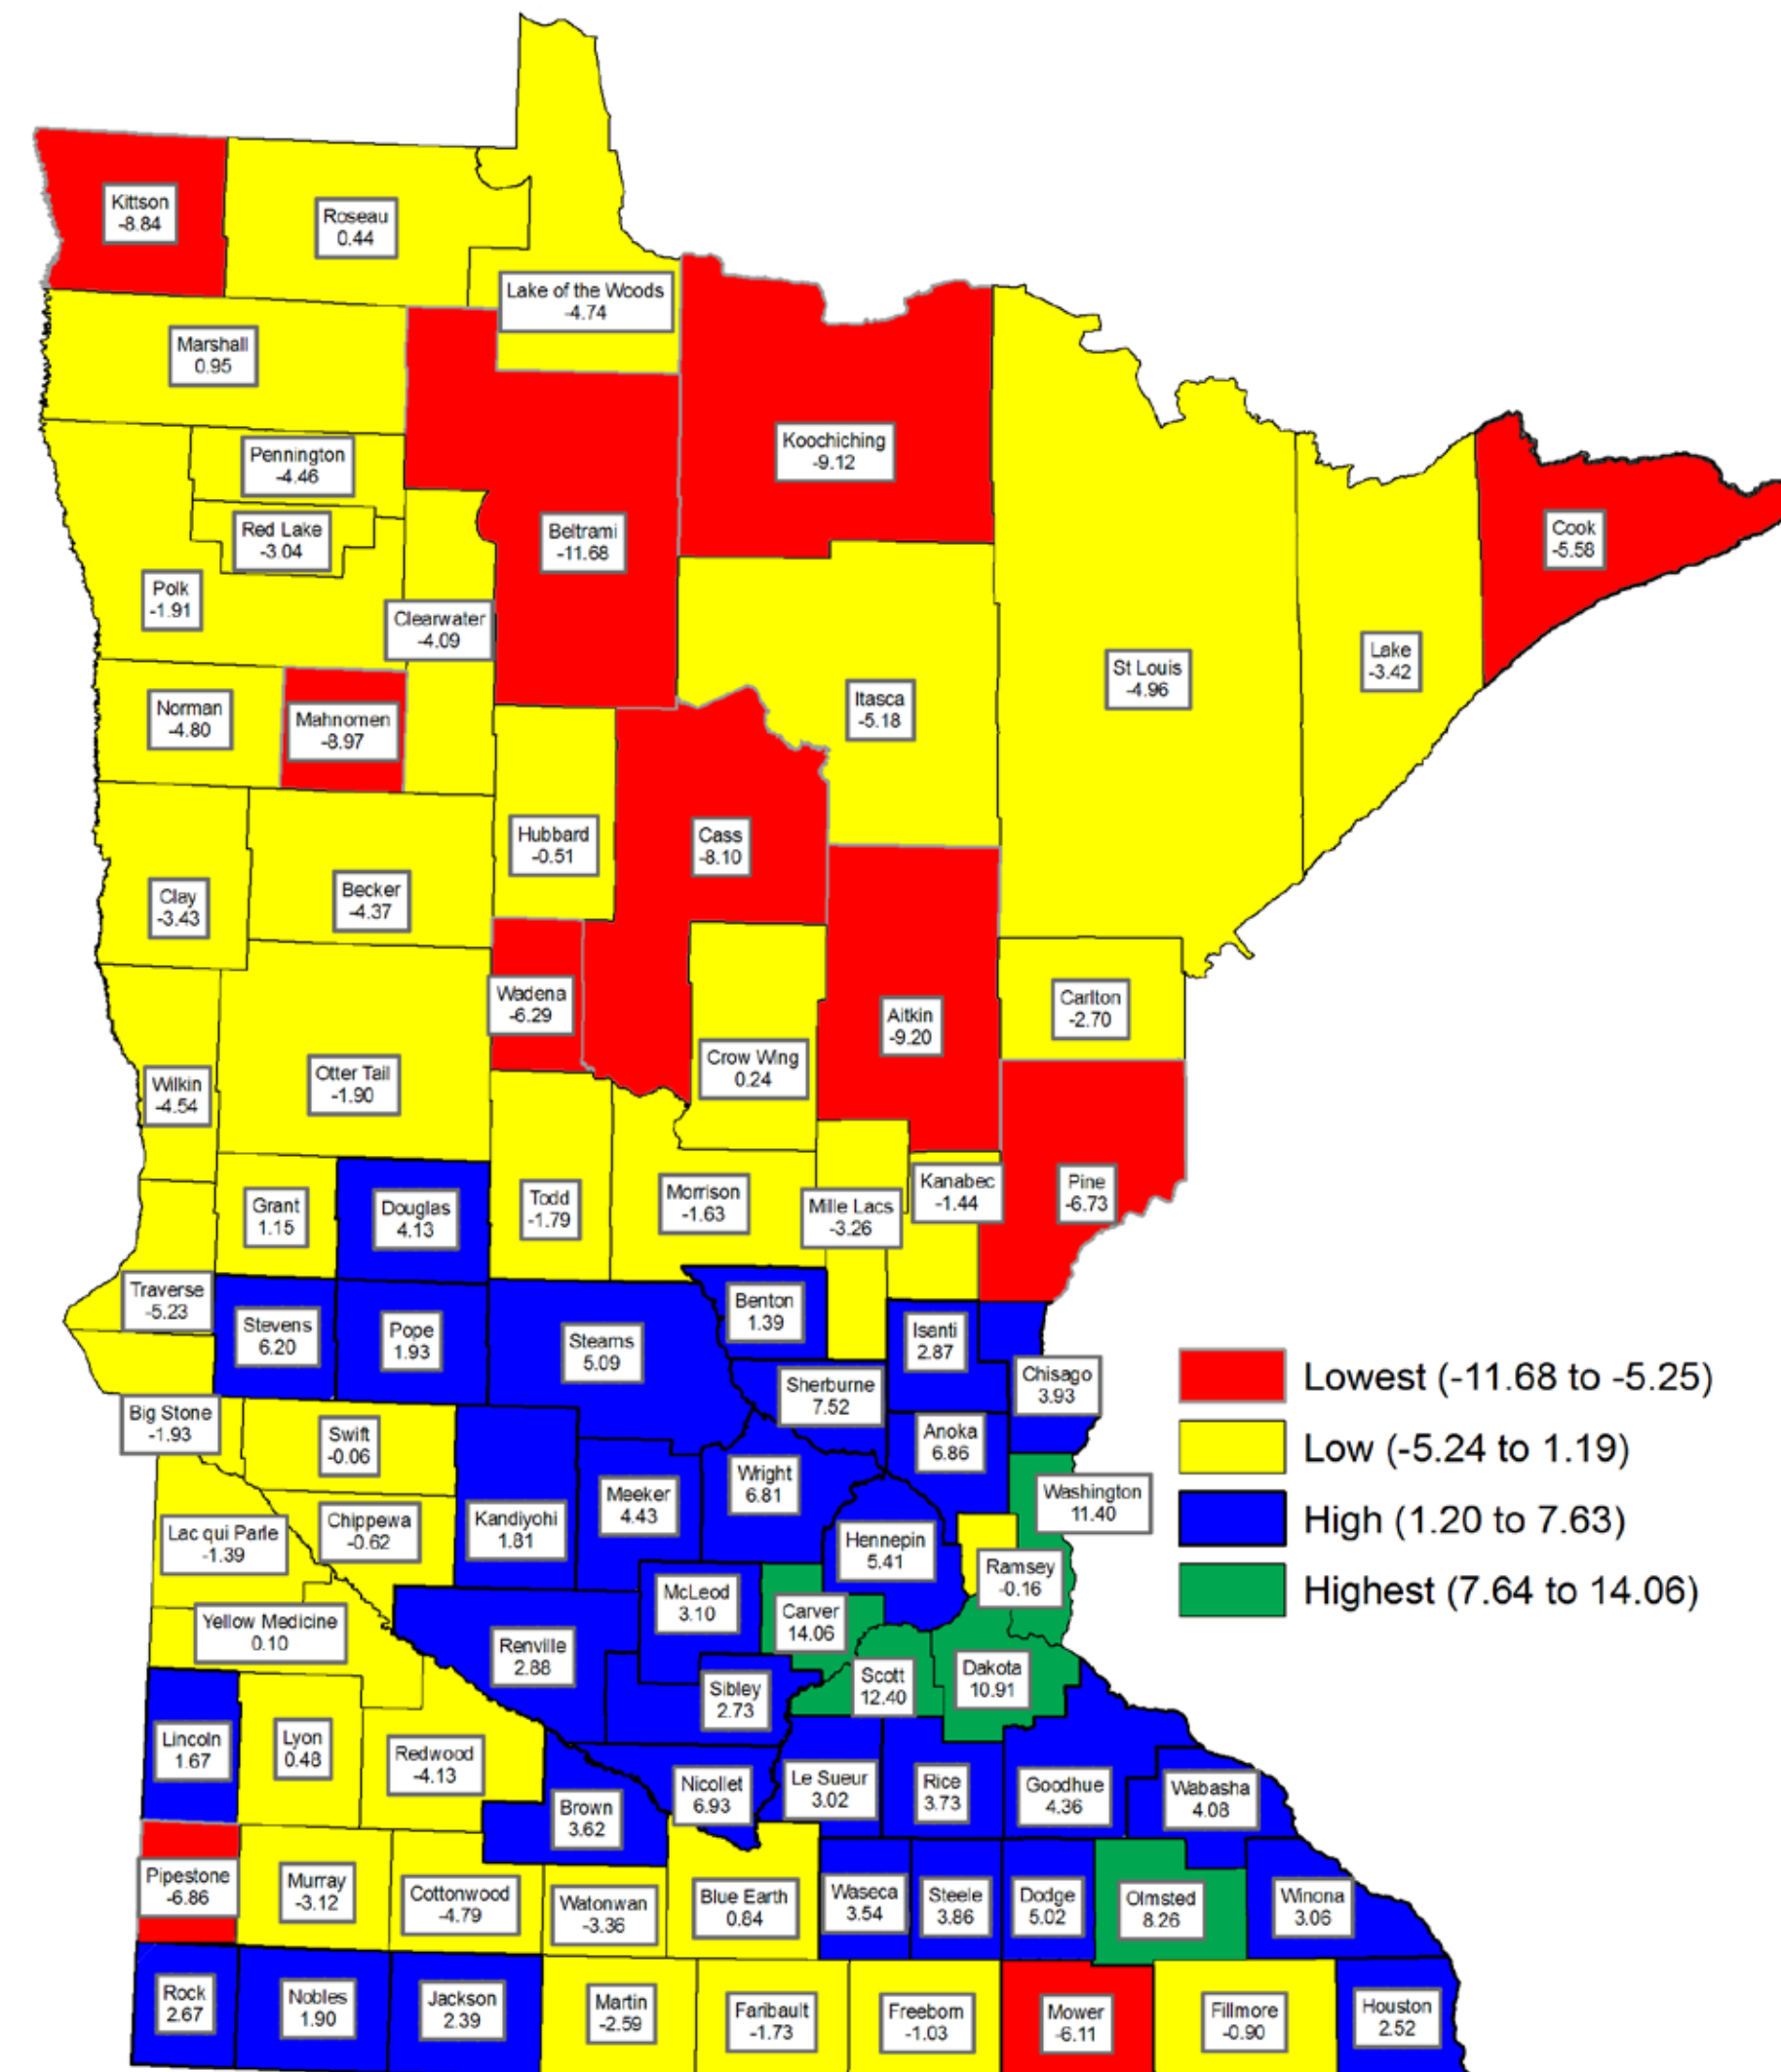 Kittson
-8.84
Roseau
0.44
Lake of the Woods
-4.74
Marshall
0.95
Koochiching
-9.12
Pennington
-4.46
Red Lake
-3.04
Beltrami
-11.68
Cook
-5.58
Polk
-1.91
Clearwater
-4.09
Lake
-3.42
St Louis
-4.96
Itasca
-5.18
Norman
-4.80
Mahnomen
-8.97
Hubbard
-0.51
Cass
-8.10
Clay
-3.43
Becker
-4.37
Wadena
-6.29
Aitkin
-9.20
Carlton
-2.70
Crow Wing
0.24
Wilkin
-4.54
Otter Tail
-1.90
Grant
1.15
Douglas
4.13
Todd
-1.79
Morrison
-1.63
Mille Lacs
-3.26
Kanabec
-1.44
Pine
-6.73
Traverse
-5.23
Stevens
6.20
Pope
1.93
Stearns
5.09
Benton
1.39
Isanti
2.87
Chisago
3.93
Lowest (-11.68 to -5.25)
Big Stone
-1.93
Swift
-0.06
Sherburne
7.52
Anoka
6.86
Low (-5.24 to 1.19)
Lac qui Parle
-1.39
Chippewa
-0.62
Kandiyohi
1.81
Meeker
4.43
Wright
6.81
Hennepin
5.41
Washington
11.40
High (1.20 to 7.63)
Ramsey
-0.16
Highest (7.64 to 14.06)
Yellow Medicine
0.10
Renville
2.88
McLeod
3.10
Carver
14.06
Sibley
2.73
Scott
12.40
Dakota
10.91
Lincoln
1.67
Lyon
0.48
Redwood
-4.13
Brown
3.62
Nicollet
6.93
Le Sueur
3.02
Rice
3.73
Goodhue
4.36
Wabasha
4.08
Pipestone
-6.86
Murray
-3.12
Cottonwood
-4.79
Watonwan
-3.36
Blue Earth
0.84
Waseca
3.54
Steele
3.86
Dodge
5.02
Olmsted
8.26
Winona
3.06
Rock
2.67
Nobles
1.90
Jackson
2.39
Martin
-2.59
Faribault
-1.73
Freeborn
-1.03
Mower
-6.11
Fillmore
-0.90
Houston
2.52